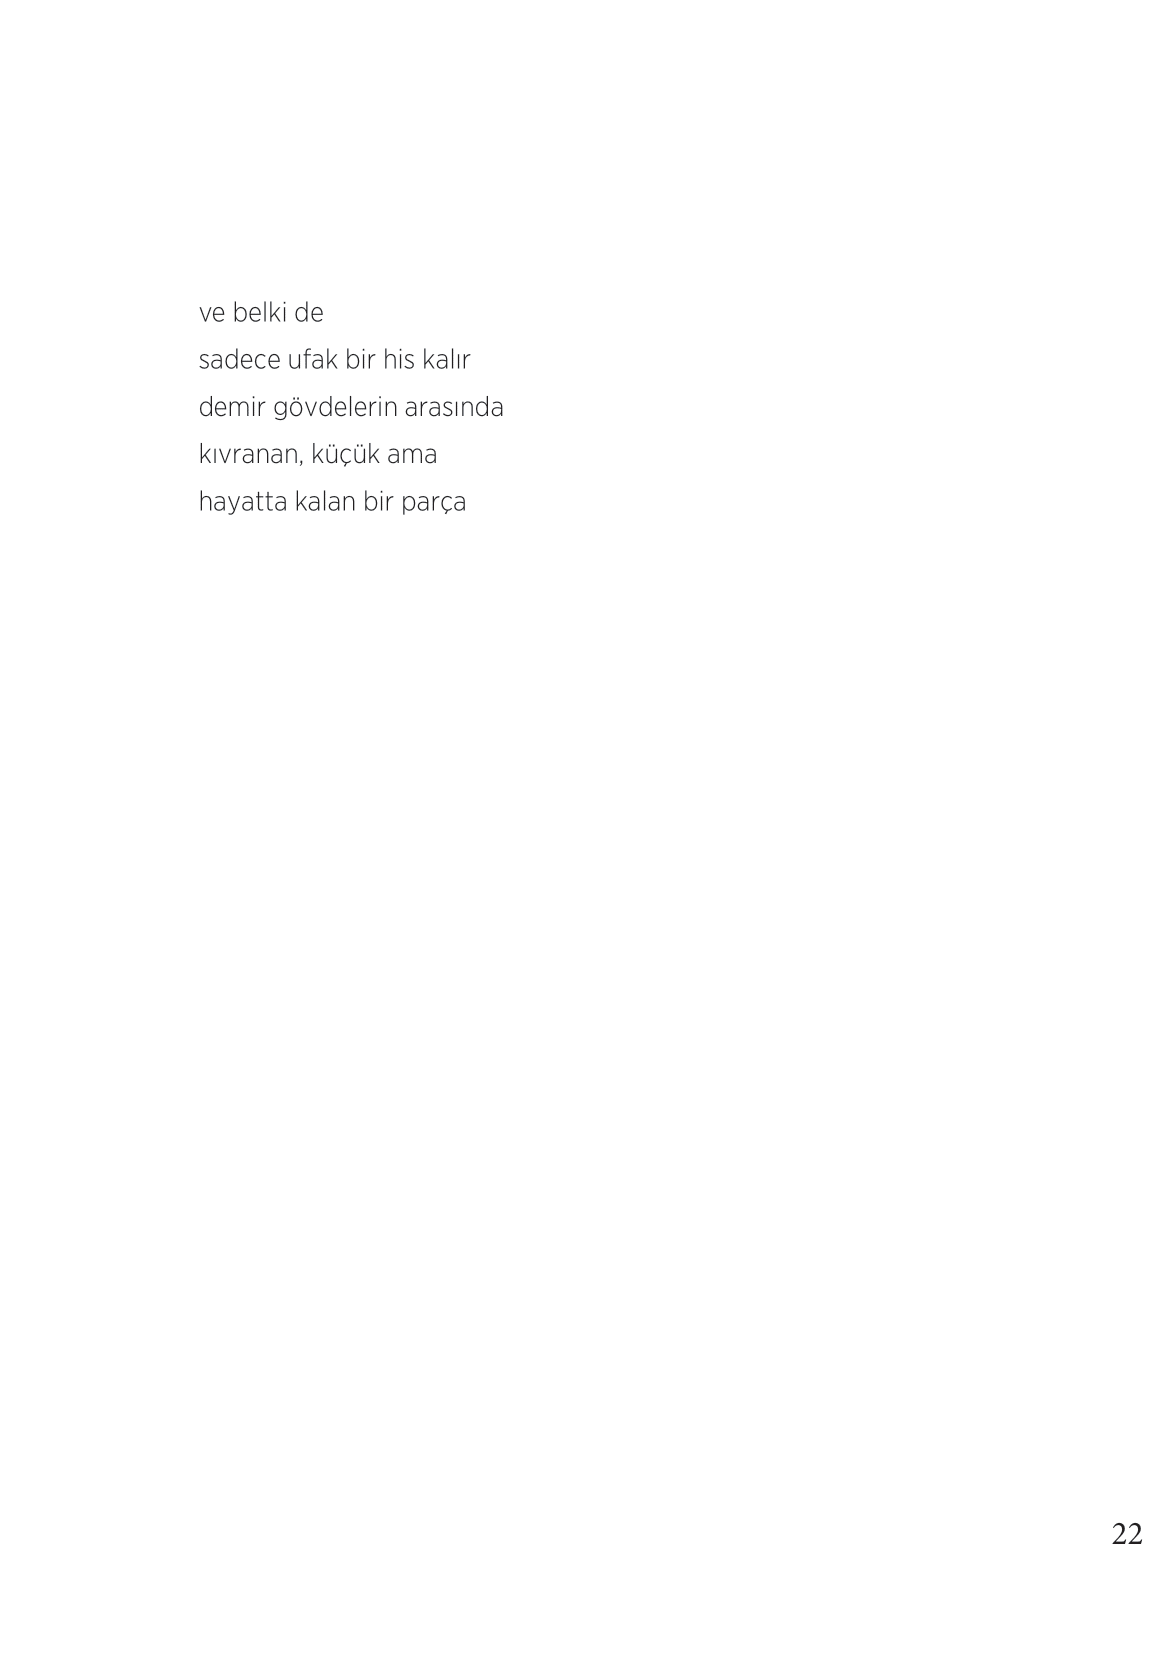 ve belki de
sadece ufak bir his kalır
demir gövdelerin arasında
kıvranan, küçük ama
hayatta kalan bir parça
22